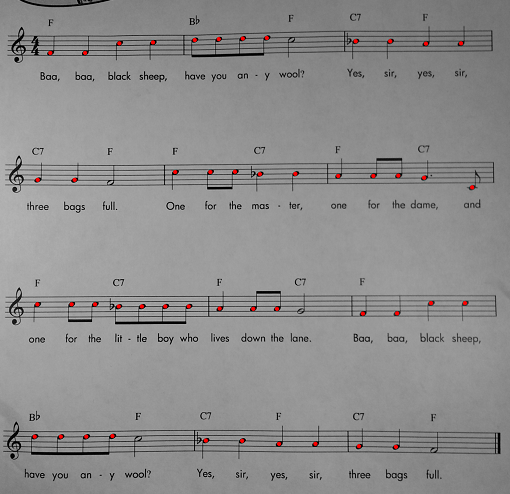 F Bb F C7 F
4 4
Baa, baa, black sheep, have you an - y wool? Yes, sir, yes, sir,
C7 F C7 F C7
three bags full. One for the mas - ter, one for the dame, and
F C7 F C7 F
one for the lit - tle boy who lives down the lane. Baa, baa, black sheep,
Bb F C7 F C7 F
have you an - y wool? Yes, sir, yes, sir, three bags full.